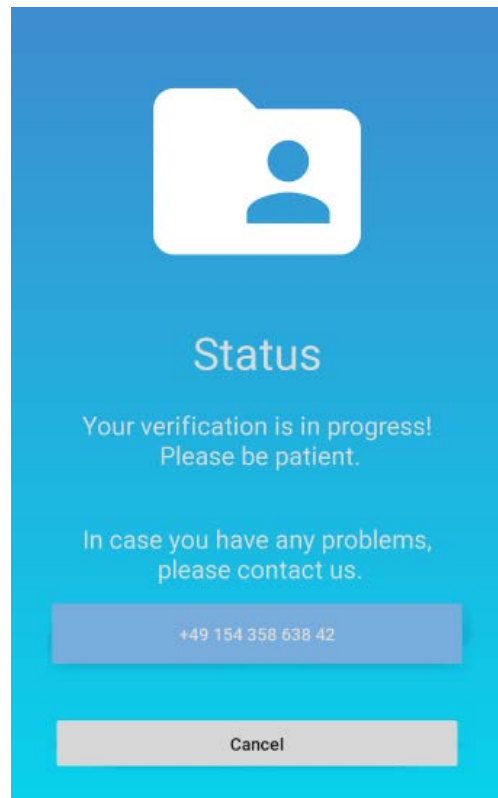 Status
Your verification is in progress!
Please be patient.
In case you have any problems,
please contact us.
+49 154 358 638 42
Cancel